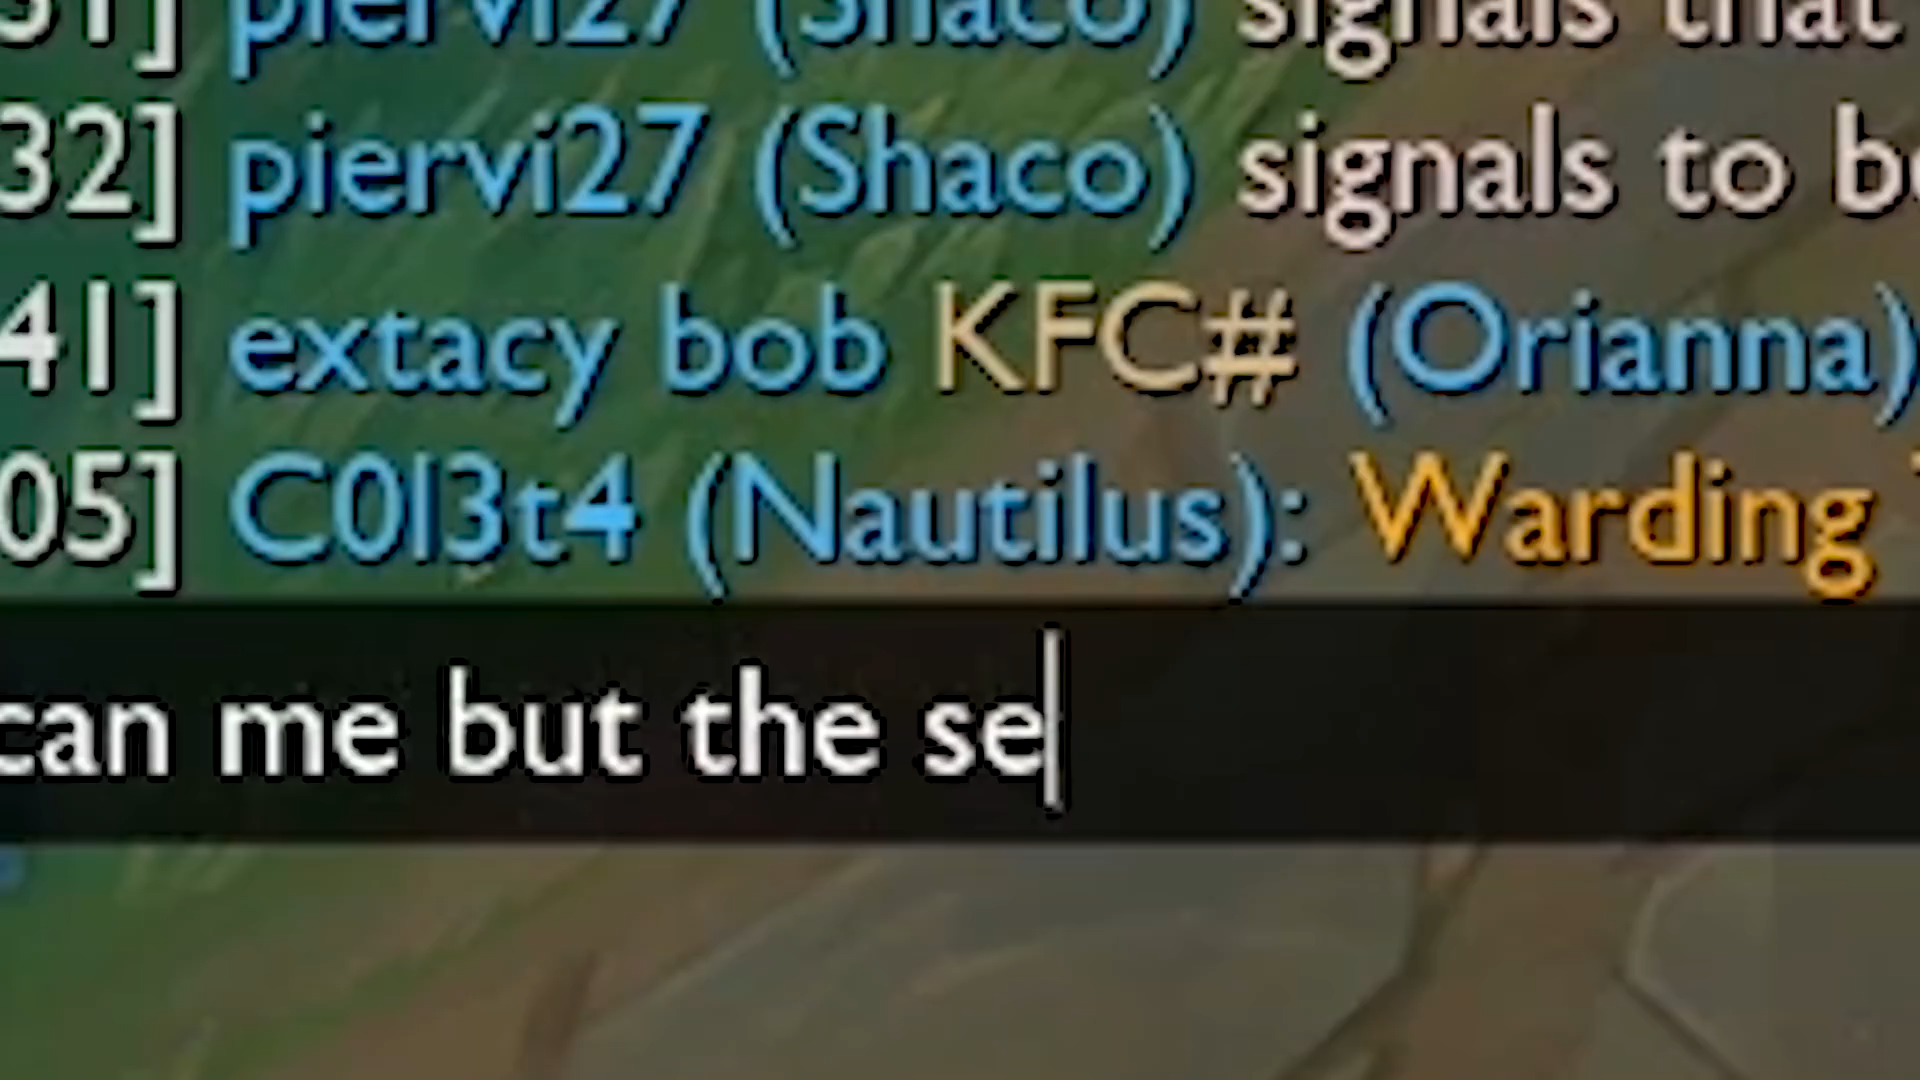 31] piervi27 (Shaco) signals that
32] piervi27 (Shaco) signals to
41] extacy bob KFC# (Orianna)
05] C0l3t4 (Nautilus): Warding
can me but the se